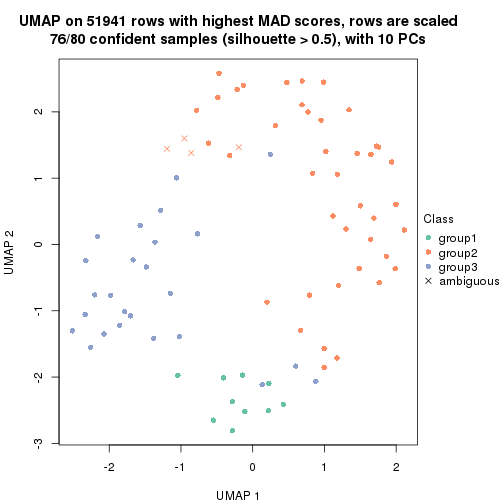 UMAP on 51941 rows with highest MAD scores, rows are scaled
76/80 confident samples (silhouette > 0.5), with 10 PCs
2
1
0
-1
-2
-3
UMAP 2
-2
-1
0
1
2
UMAP 1
Class
group1
group2
group3
ambiguous